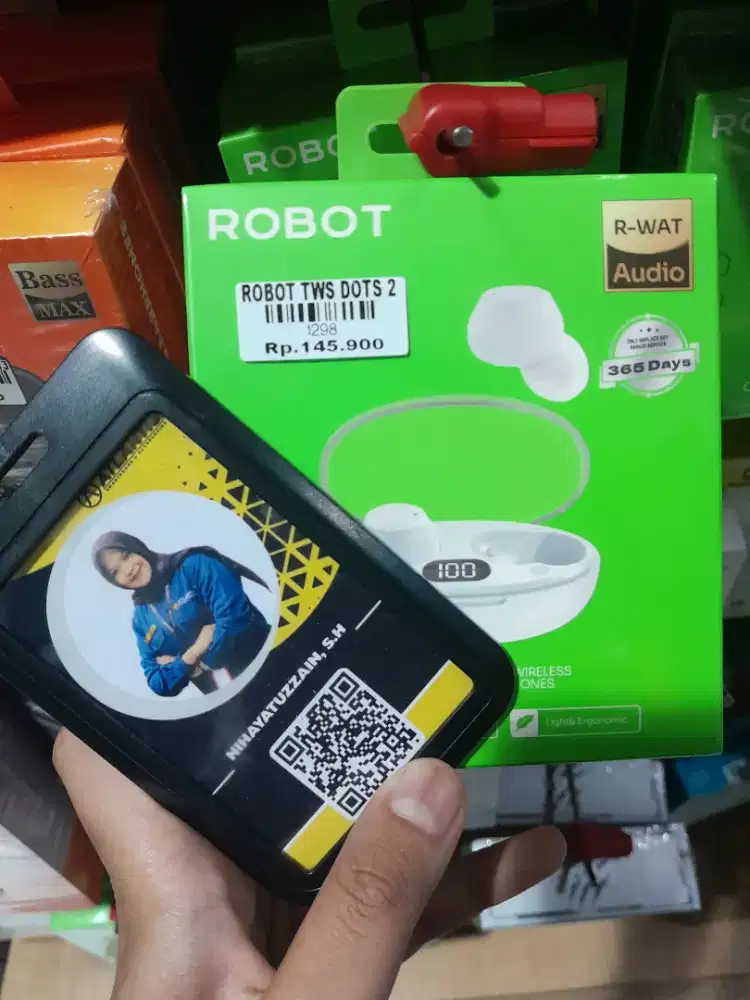 ROBO
RO
ROBOT
R-WAT
Audio
ROBOT TWS DOTS 2
1298
Rp.145.900
365 Days
Bass
MAX
100
WIRELESS
ONES
Light& Ergonomic
NIHAYATUZZAIN, S.H